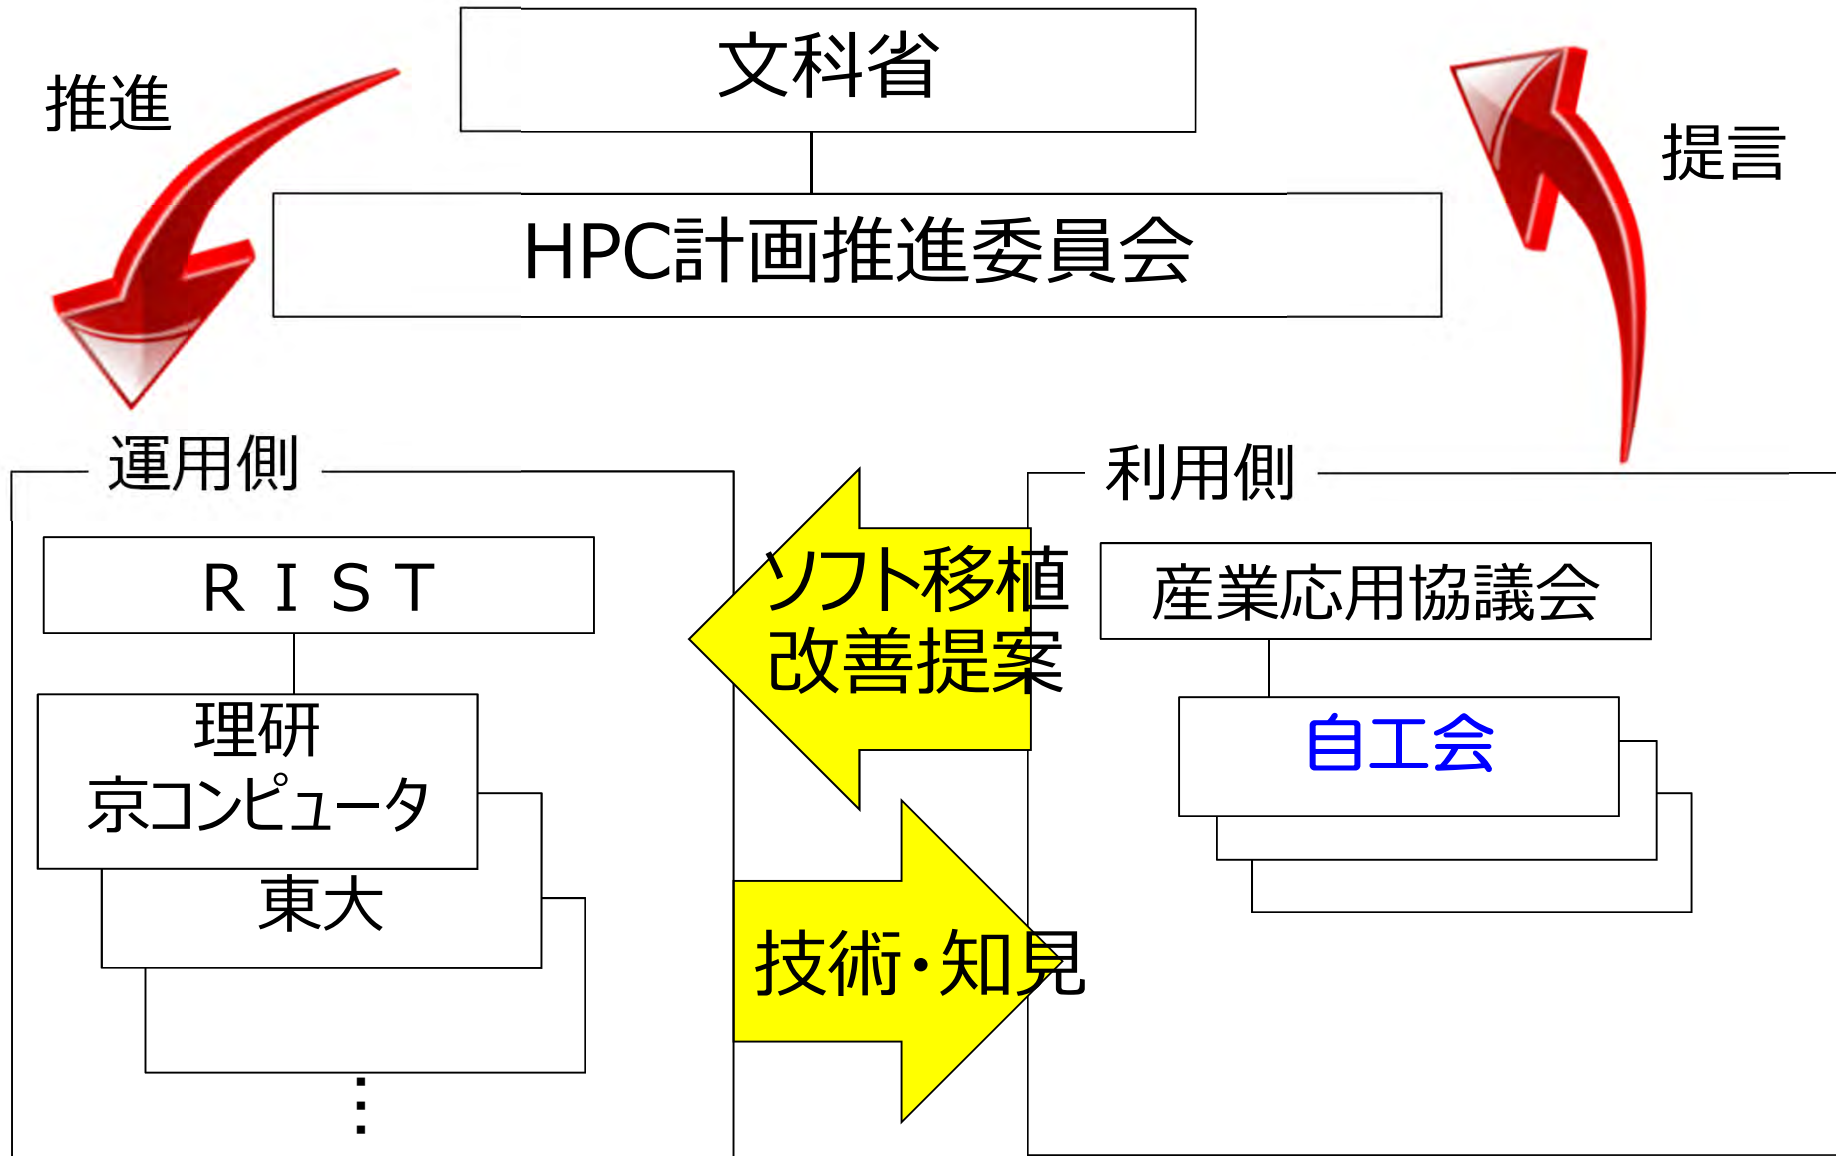 文科省
推進
提言
HPC計画推進委員会
運用側
利用側
ＲＩＳＴ
ソフト移植
改善提案
産業応用協議会
理研
京コンピュータ
自工会
東大
技術・知見
⋮